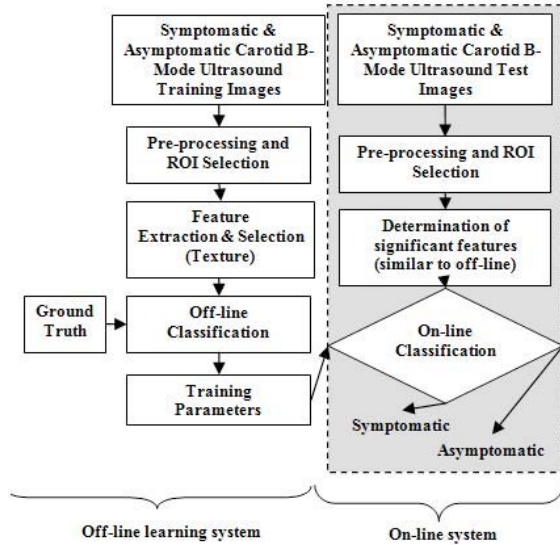 Symptomatic &
Asymptomatic Carotid B-
Mode Ultrasound
Training Images
Pre-processing and
ROI Selection
Feature
Extraction & Selection
(Texture)
Ground
Truth
Off-line
Classification
Training
Parameters
Symptomatic &
Asymptomatic Carotid B-
Mode Ultrasound Test
Images
Pre-processing and ROI
Selection
Determination of
significant features
(similar to off-line)
On-line
Classification
Symptomatic
Asymptomatic
Off-line learning system
On-line system